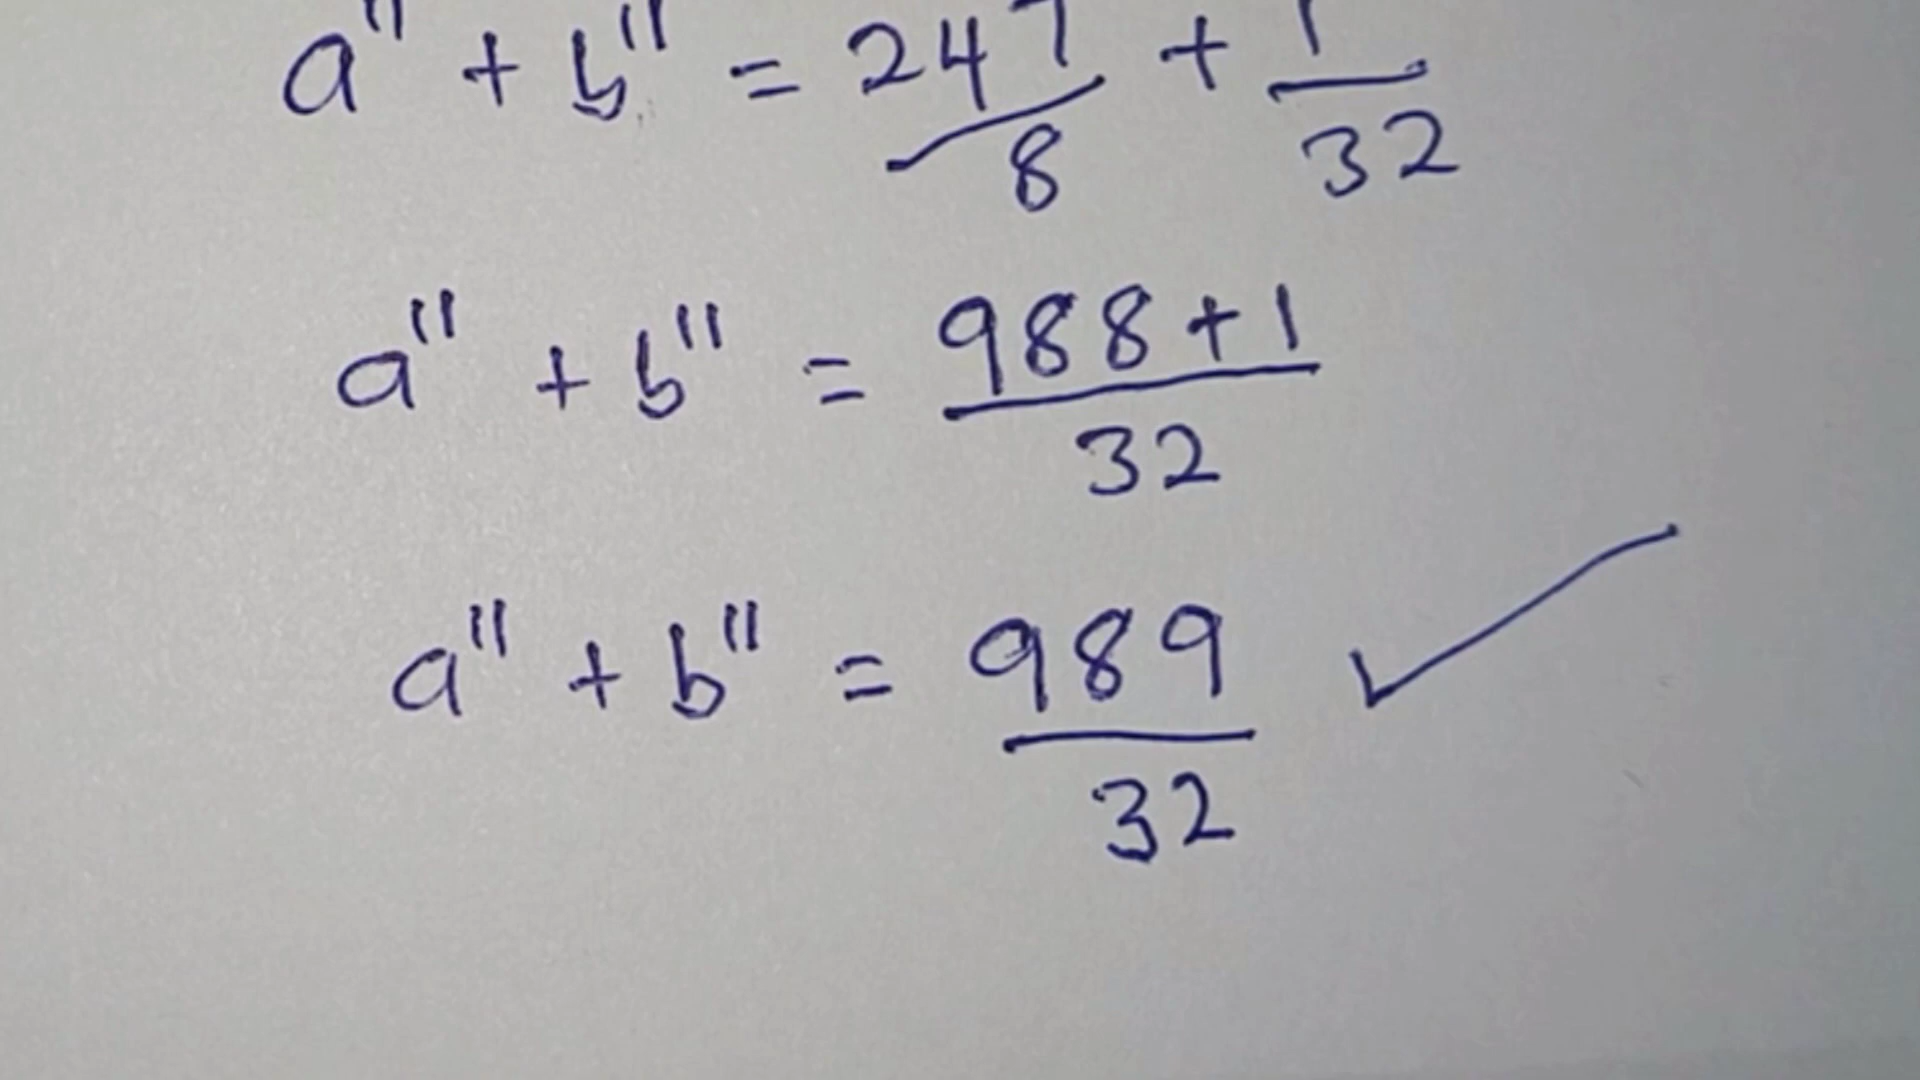 a¹¹ + b¹¹ = 247/8 + 1/32
a¹¹ + b¹¹ = (988+1)/32
a¹¹ + b¹¹ = 989/32 ✓